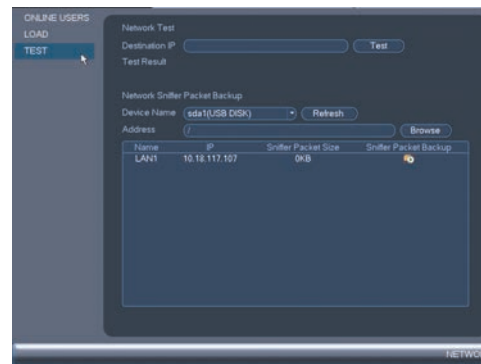 ONLINE USERS
LOAD
TEST
Network Test
Destination IP
Test
Test Result
Network Sniffer Packet Backup
Device Name sda1(USB DISK) Refresh
Address / Browse
Name IP Sniffer Packet Size Sniffer Packet Backup
LAN1 10.18.117.107 0KB
NETWO